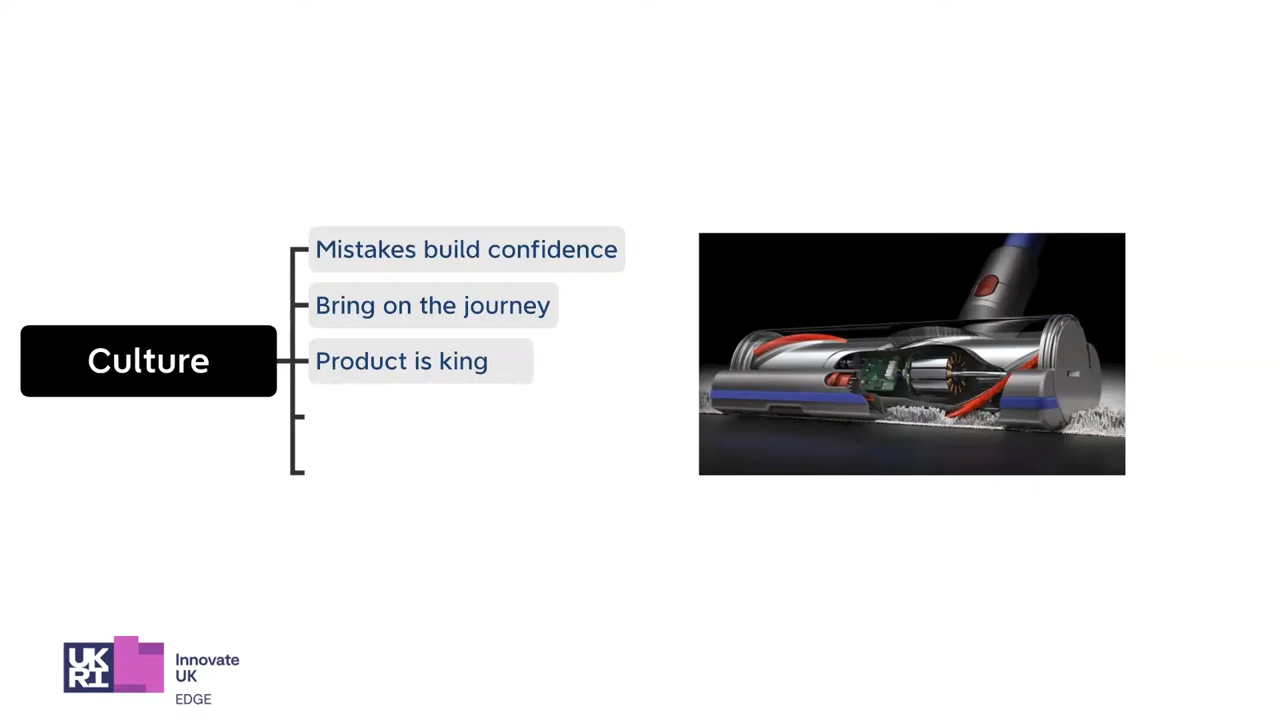 Mistakes build confidence
Bring on the journey
Culture
Product is king
UK
RI
Innovate
UK
EDGE